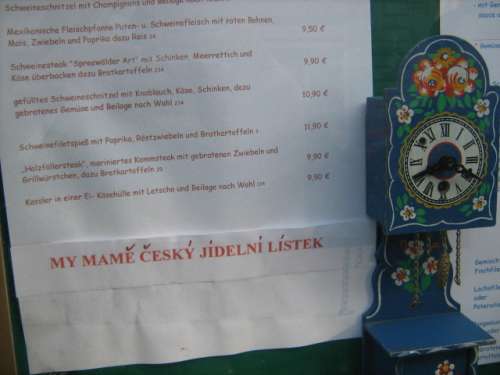 Schweineschnitzel mit Champignons und Beilage nach
Mexikanische Fleischpfanne Puten- u. Schweinefleisch mit roten Bohnen,
Mais, Zwiebeln und Paprika dazu Reis 9,50 €
Schweinesteak "Spreewälder Art" mit Schinken, Meerrettich und
Käse überbacken dazu Bratkartoffeln 9,90 €
gefülltes Schweineschnitzel mit Knoblauch, Käse, Schinken, dazu
gebratenes Gemüse und Beilage nach Wahl 10,90 €
Schweinefiletspieß mit Paprika, Röstzwiebeln und Bratkartoffeln 11,90 €
„Holzfällersteak", mariniertes Kammsteak mit gebratenen Zwiebeln und
Grillwürstchen, dazu Bratkartoffeln 9,90 €
Kassler in einer Ei- Käsehülle mit Letscho und Beilage nach Wahl 9,90 €
MY MAMĚ ČESKÝ JÍDELNÍ LÍSTEK
Gemisch
oder